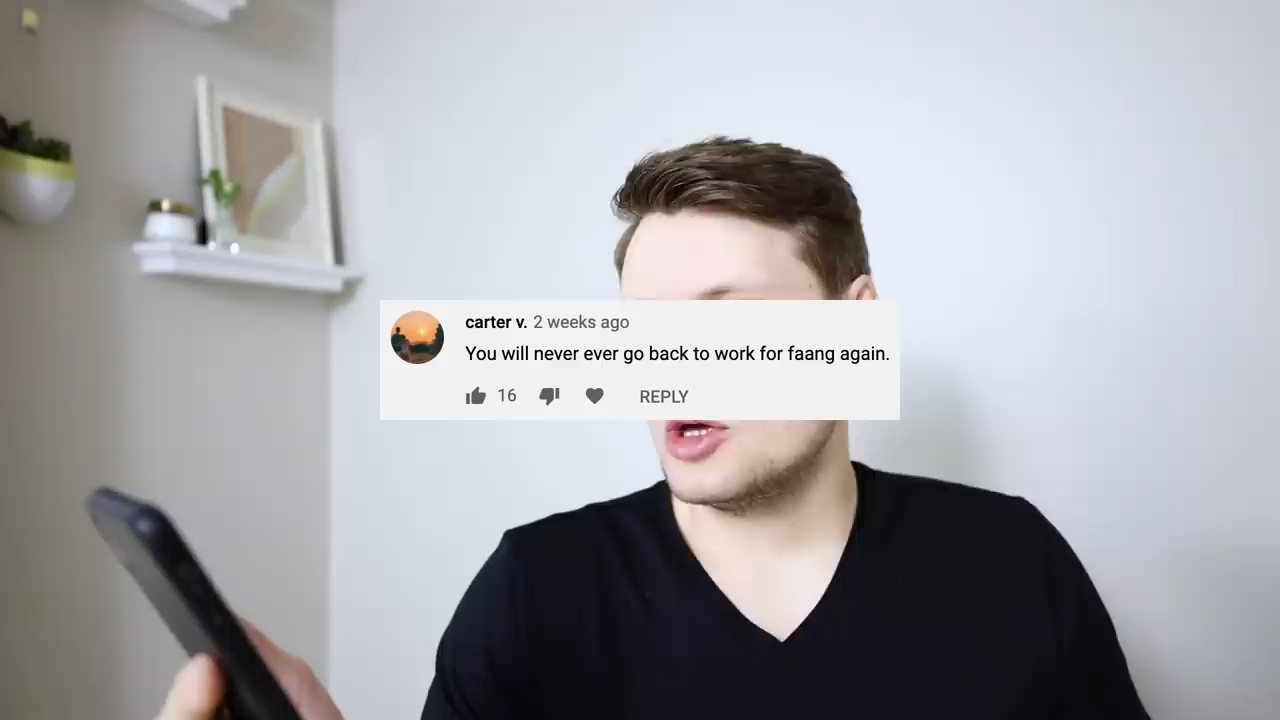 carter v. 2 weeks ago
You will never ever go back to work for faang again.
16 REPLY